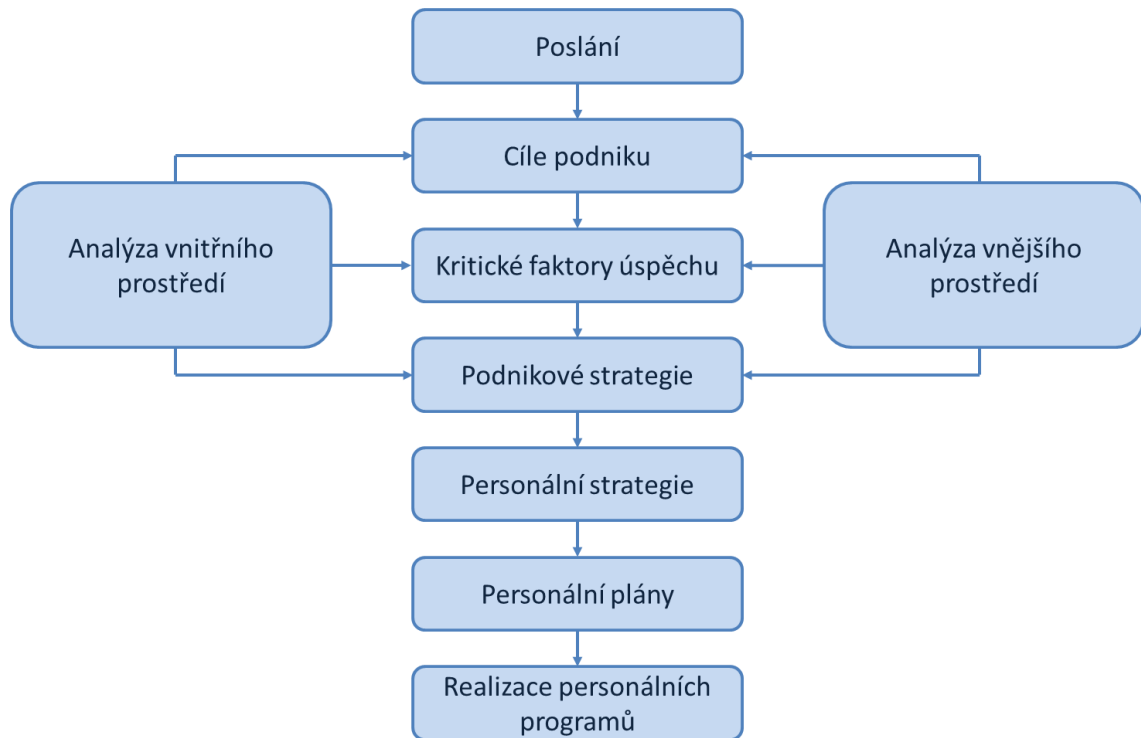 Poslání
Cíle podniku
Analýza vnitřního
prostředí
Kritické faktory úspěchu
Analýza vnějšího
prostředí
Podnikové strategie
Personální strategie
Personální plány
Realizace personálních
programů